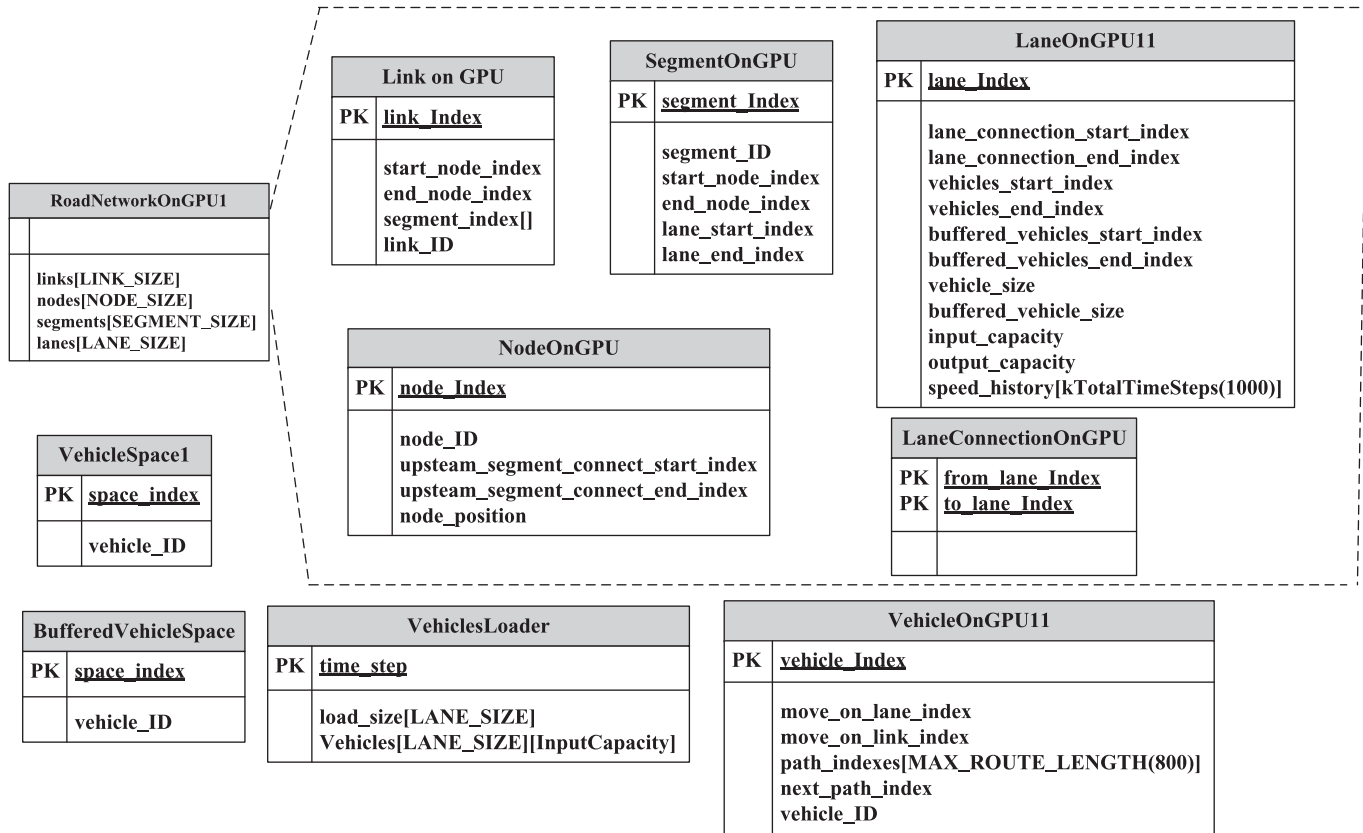 RoadNetworkOnGPU1
links[LINK_SIZE]
nodes[NODE_SIZE]
segments[SEGMENT_SIZE]
lanes[LANE_SIZE]
Link on GPU
PK link_Index
start_node_index
end_node_index
segment_index[]
link_ID
SegmentOnGPU
PK segment_Index
segment_ID
start_node_index
end_node_index
lane_start_index
lane_end_index
LaneOnGPU11
PK lane_Index
lane_connection_start_index
lane_connection_end_index
vehicles_start_index
vehicles_end_index
buffered_vehicles_start_index
buffered_vehicles_end_index
vehicle_size
buffered_vehicle_size
input_capacity
output_capacity
speed_history[kTotalTimeSteps(1000)]
NodeOnGPU
PK node_Index
node_ID
upsteam_segment_connect_start_index
upsteam_segment_connect_end_index
node_position
LaneConnectionOnGPU
PK from_lane_Index
PK to_lane_Index
VehicleSpace1
PK space_index
vehicle_ID
BufferedVehicleSpace
PK space_index
vehicle_ID
VehiclesLoader
PK time_step
load_size[LANE_SIZE]
Vehicles[LANE_SIZE][InputCapacity]
VehicleOnGPU11
PK vehicle_Index
move_on_lane_index
move_on_link_index
path_indexes[MAX_ROUTE_LENGTH(800)]
next_path_index
vehicle_ID